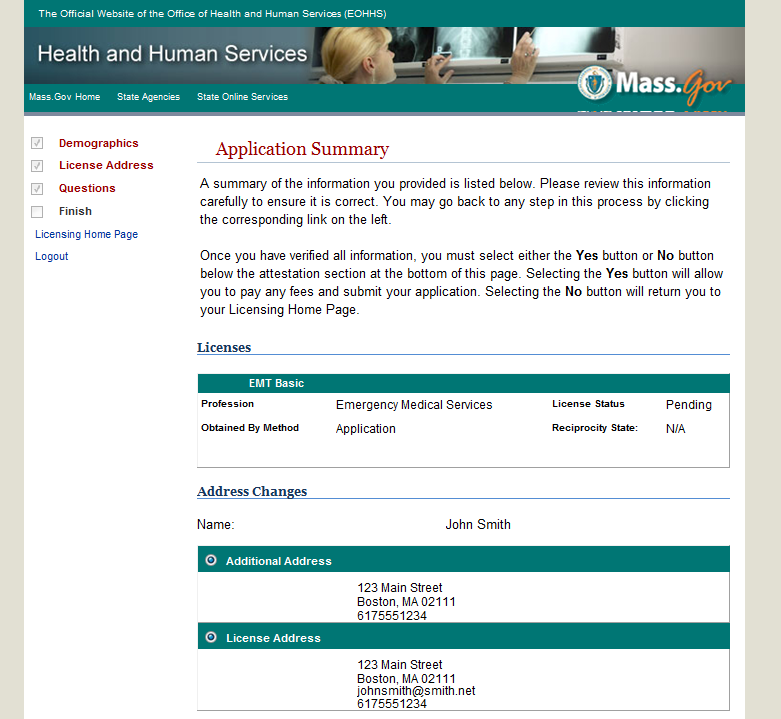 The Official Website of the Office of Health and Human Services (EOHHS)
Health and Human Services
Mass.Gov
Mass.Gov Home State Agencies State Online Services
Demographics
License Address
Questions
Finish
Licensing Home Page
Logout
Application Summary
A summary of the information you provided is listed below. Please review this information
carefully to ensure it is correct. You may go back to any step in this process by clicking
the corresponding link on the left.
Once you have verified all information, you must select either the Yes button or No button
below the attestation section at the bottom of this page. Selecting the Yes button will allow
you to pay any fees and submit your application. Selecting the No button will return you to
your Licensing Home Page.
Licenses
EMT Basic
Profession Emergency Medical Services License Status Pending
Obtained By Method Application Reciprocity State: N/A
Address Changes
Name: John Smith
Additional Address
123 Main Street
Boston, MA 02111
6175551234
License Address
123 Main Street
Boston, MA 02111
johnsmith@smith.net
6175551234